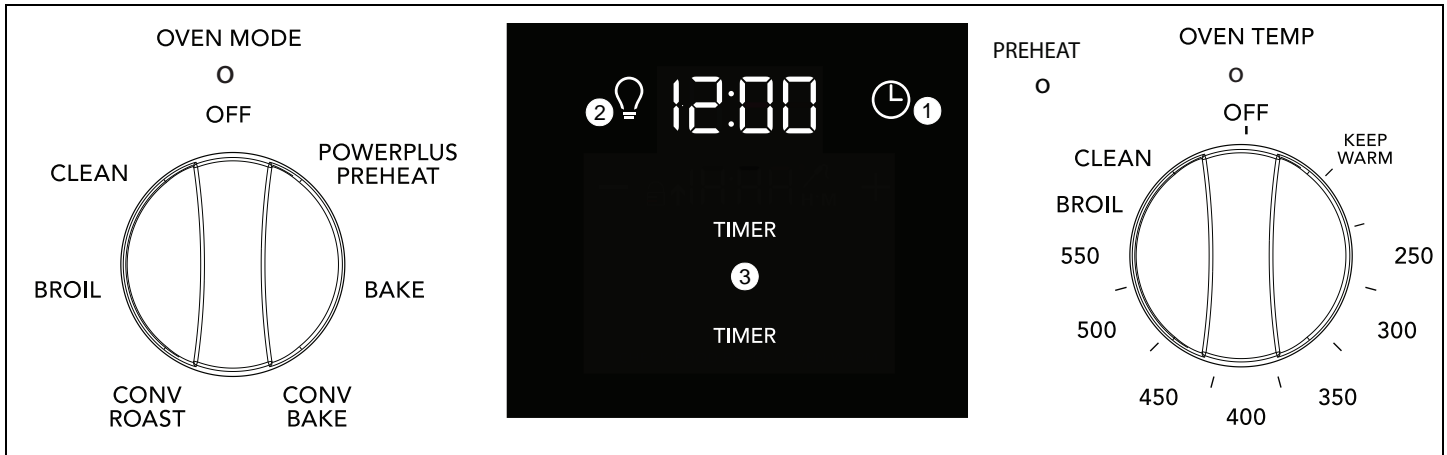 OVEN MODE
OFF
CLEAN
POWERPLUS
PREHEAT
BROIL
BAKE
CONV
ROAST
CONV
BAKE
2
12:00
1
TIMER
3
TIMER
PREHEAT
OVEN TEMP
OFF
KEEP
WARM
CLEAN
BROIL
550
250
500
300
450
350
400